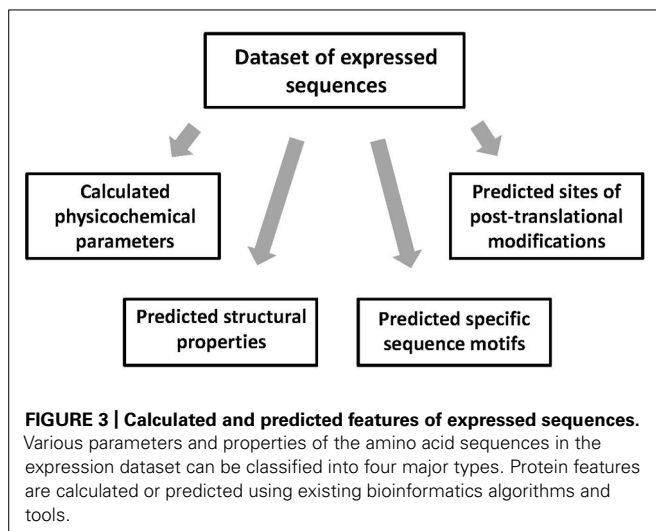 Dataset of expressed
sequences
Calculated
physicochemical
parameters
Predicted sites of
post-translational
modifications
Predicted structural
properties
Predicted specific
sequence motifs
FIGURE 3 | Calculated and predicted features of expressed sequences.
Various parameters and properties of the amino acid sequences in the
expression dataset can be classified into four major types. Protein features
are calculated or predicted using existing bioinformatics algorithms and
tools.